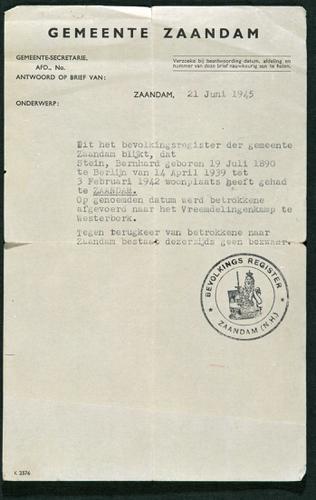 GEMEENTE ZAANDAM
GEMEENTE-SECRETARIE,
AFD., No.
ANTWOORD OP BRIEF VAN:
Verzoeke bij beantwoording datum, afdeling en
nummer van deze brief nauwkeurig aan te halen.
ZAANDAM, 21 Juni 1945
ONDERWERP:
Uit het bevolkingsregister der gemeente
Zaandam blijkt, dat
Stein, Bernhard geboren 19 Juli 1890
te Berlijn van 14 April 1939 tot
3 Februari 1942 woonplaats heeft gehad
te ZAANDAM.
Op genoemden datum werd betrokkene
afgevoerd naar het Vreemdelingenkamp te
Westerbork.
Tegen terugkeer van betrokkene naar
Zaandam bestaat dezerzijds geen bezwaar.
BEVOLKINGS REGISTER
ZAANDAM (N.H.)
K 2576